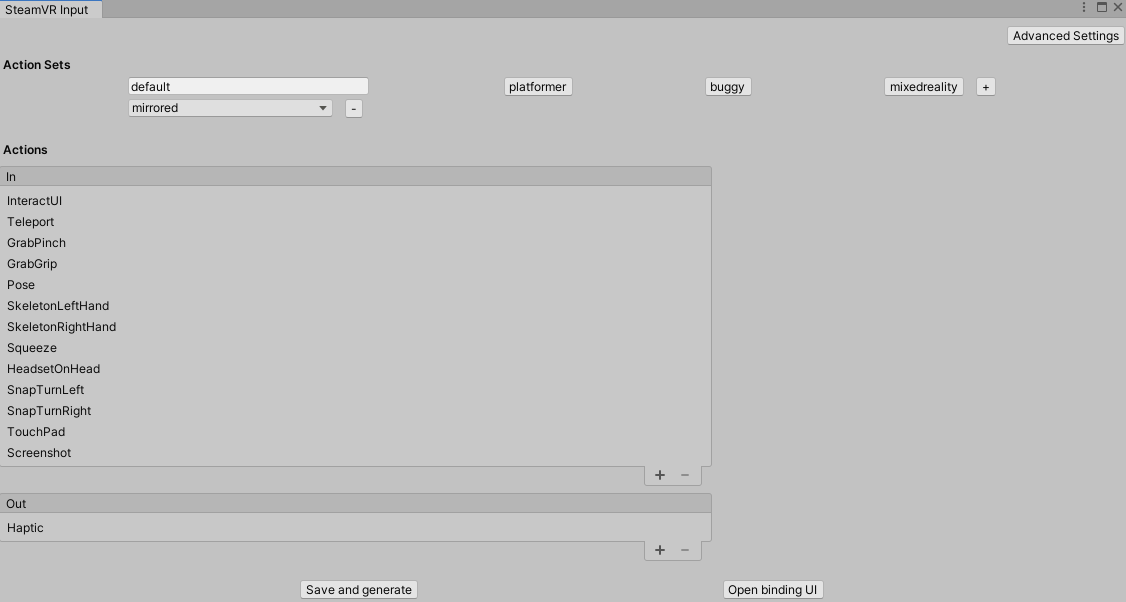 SteamVR Input
Advanced Settings
Action Sets
default platformer buggy mixedreality +
mirrored -
Actions
In
InteractUI
Teleport
GrabPinch
GrabGrip
Pose
SkeletonLeftHand
SkeletonRightHand
Squeeze
HeadsetOnHead
SnapTurnLeft
SnapTurnRight
TouchPad
Screenshot
+ −
Out
Haptic
+ −
Save and generate Open binding UI